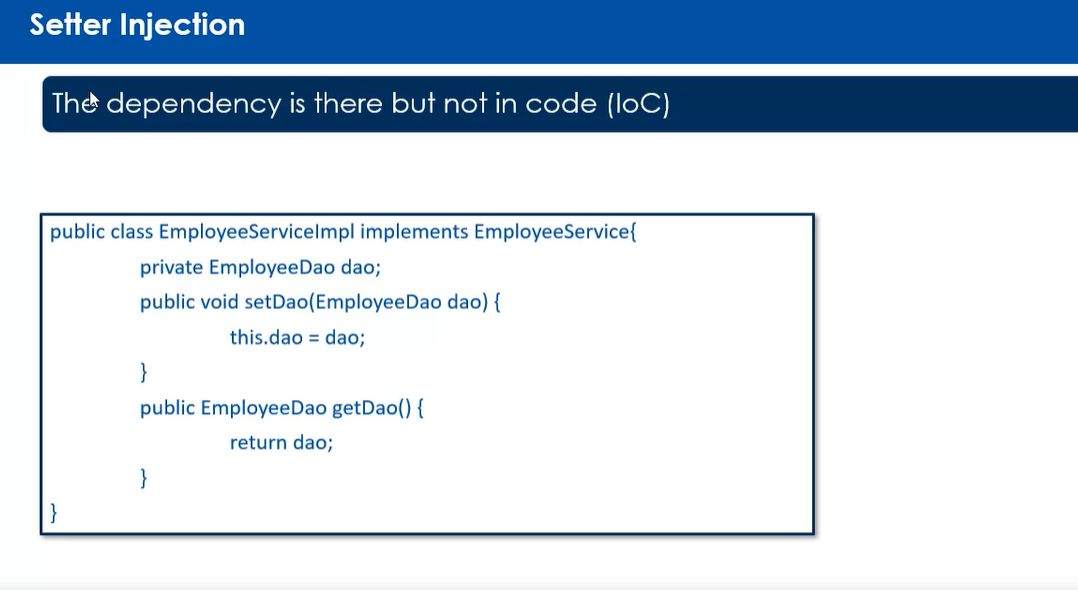 Setter Injection
The dependency is there but not in code (IoC)
public class EmployeeServiceImpl implements EmployeeService{
private EmployeeDao dao;
public void setDao(EmployeeDao dao) {
this.dao = dao;
}
public EmployeeDao getDao() {
return dao;
}
}